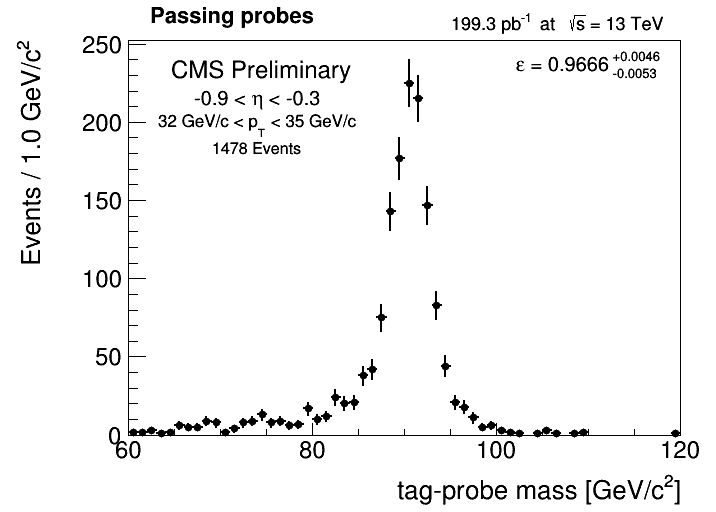 Passing probes
199.3 pb⁻¹ at √s = 13 TeV
CMS Preliminary
-0.9 < η < -0.3
32 GeV/c < p_T < 35 GeV/c
1478 Events
ε = 0.9666 +0.0046 -0.0053
Events / 1.0 GeV/c²
250
200
150
100
50
0
60 80 100 120
tag-probe mass [GeV/c²]